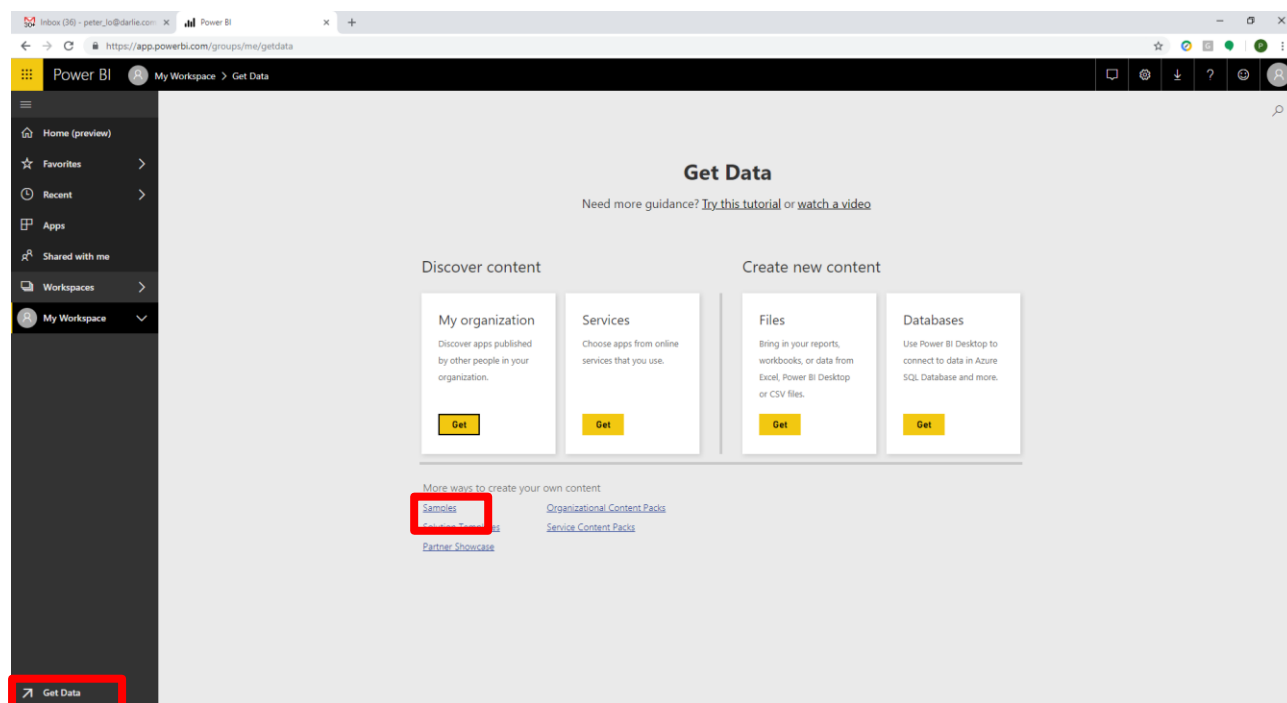 Inbox (36) - peter_lo@darlie.com
Power BI
https://app.powerbi.com/groups/me/getdata
Power BI
My Workspace > Get Data
Home (preview)
Favorites
Recent
Apps
Shared with me
Workspaces
My Workspace
Get Data
Get Data
Need more guidance? Try this tutorial or watch a video
Discover content
My organization
Discover apps published
by other people in your
organization.
Get
Services
Choose apps from online
services that you use.
Get
Create new content
Files
Bring in your reports,
workbooks, or data from
Excel, Power BI Desktop
or CSV files.
Get
Databases
Use Power BI Desktop to
connect to data in Azure
SQL Database and more.
Get
More ways to create your own content
Samples
Organizational Content Packs
Solution Templates
Service Content Packs
Partner Showcase